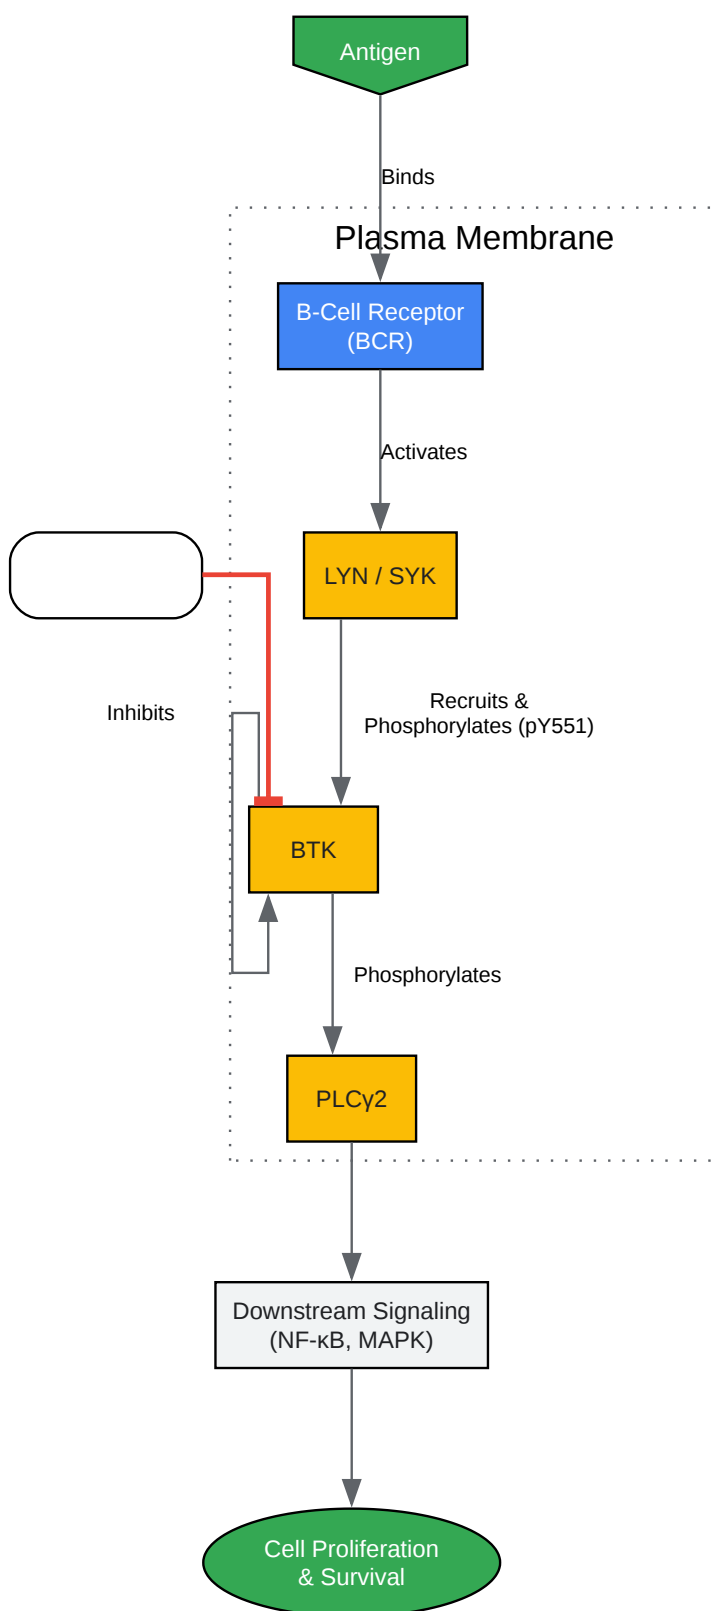 Antigen
Binds
Plasma Membrane
B-Cell Receptor
(BCR)
Activates
LYN / SYK
Recruits &
Phosphorylates (pY551)
Inhibits
BTK
Phosphorylates
PLCγ2
Downstream Signaling
(NF-κB, MAPK)
Cell Proliferation
& Survival